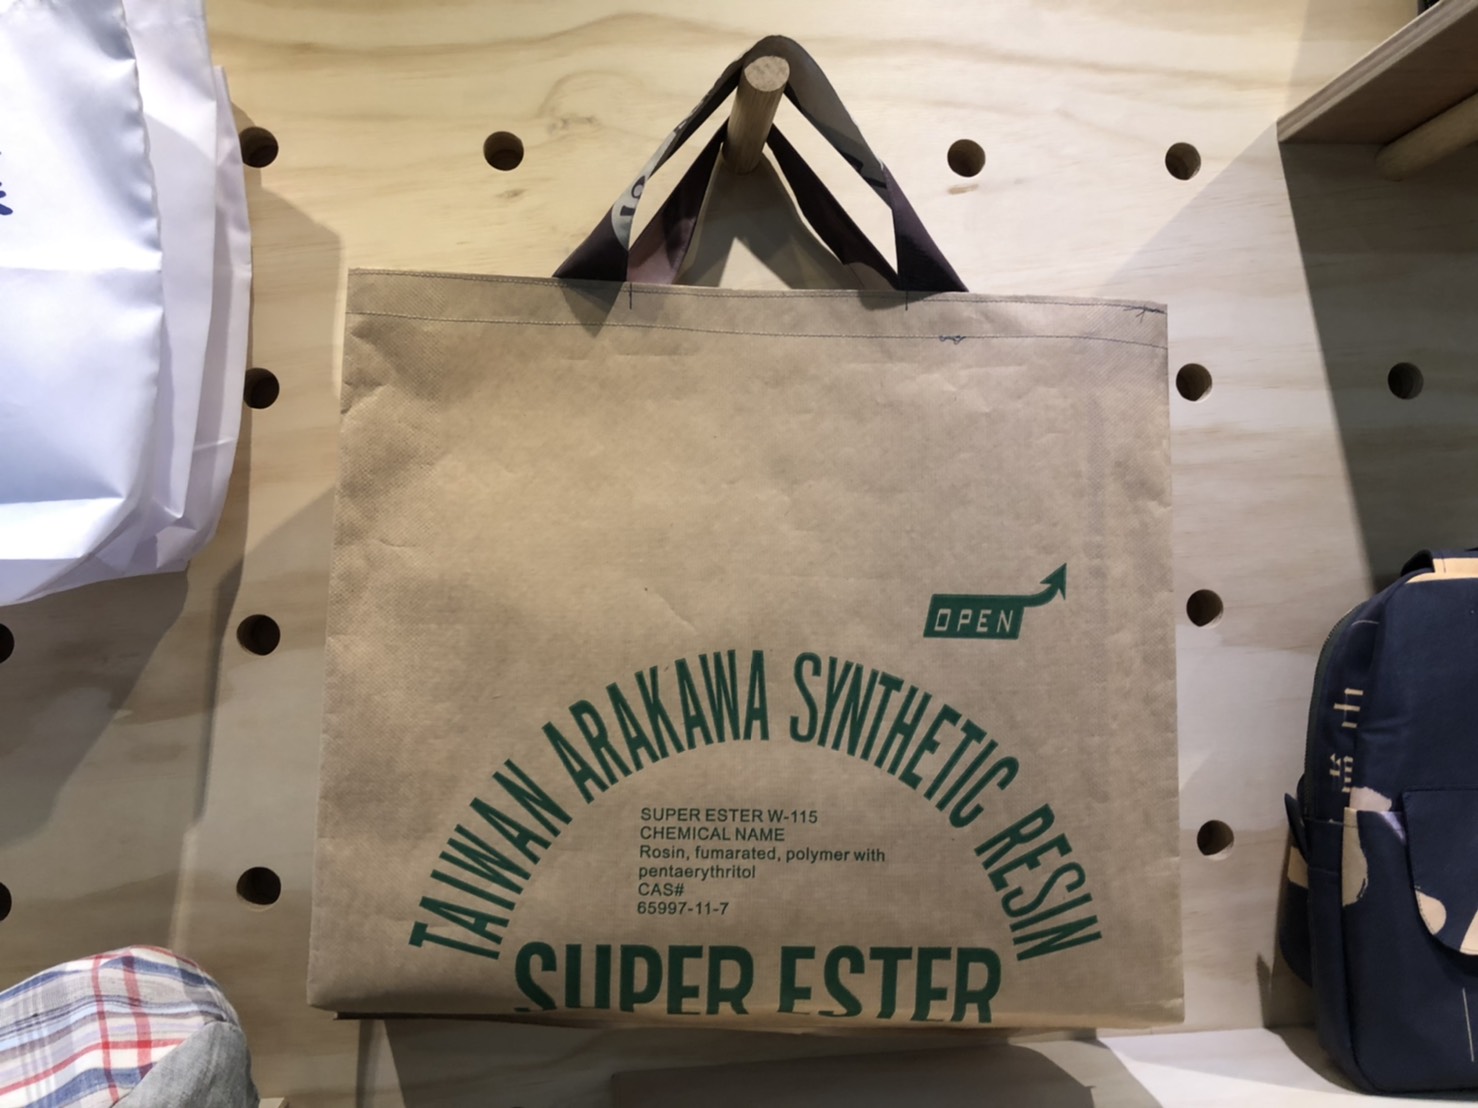 OPEN
TAIWAN ARAKAWA SYNTHETIC RESIN
SUPER ESTER W-115
CHEMICAL NAME
Rosin, fumarated, polymer with
pentaerythritol
CAS#
65997-11-7
SUPER ESTER